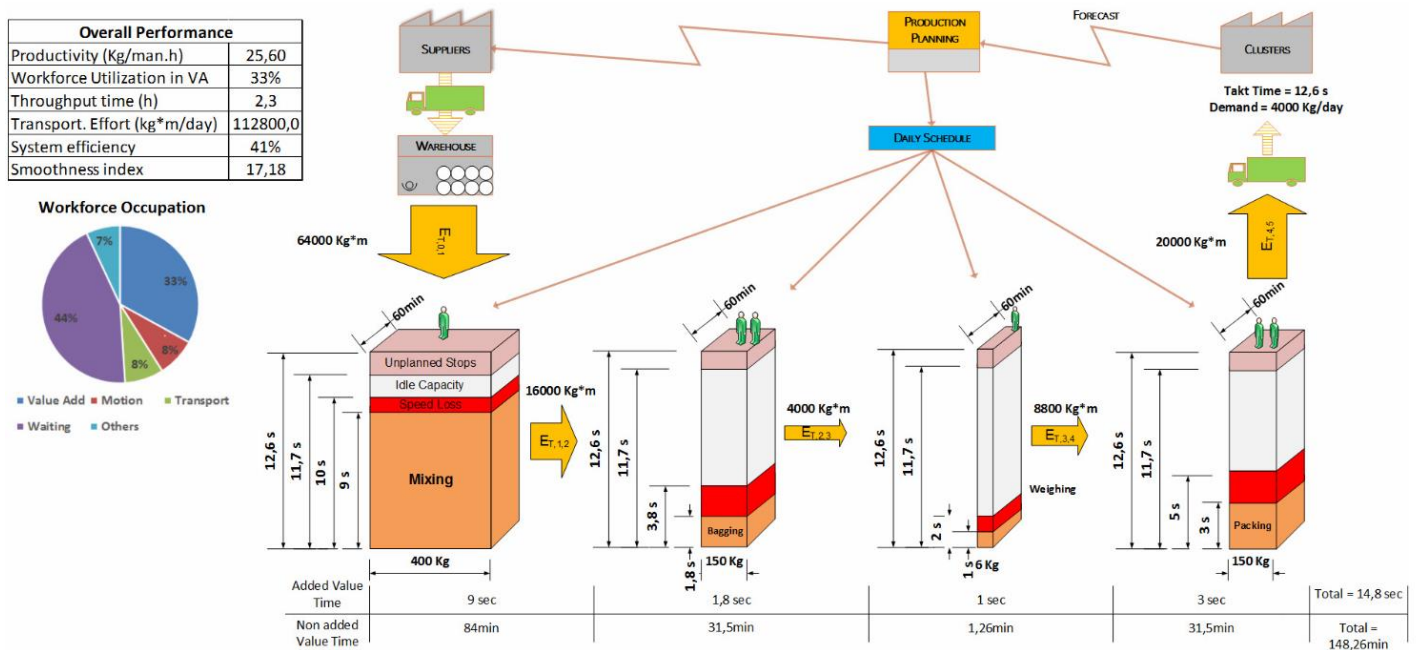 Overall Performance
Productivity (Kg/man.h) 25,60
Workforce Utilization in VA 33%
Throughput time (h) 2,3
Transport. Effort (kg*m/day) 112800,0
System efficiency 41%
Smoothness index 17,18
SUPPLIERS
PRODUCTION
PLANNING
FORECAST
CLUSTERS
Takt Time = 12,6 s
Demand = 4000 Kg/day
WAREHOUSE
DAILY SCHEDULE
Workforce Occupation
7%
33%
44%
8%
8%
Value Add Motion Transport
Waiting Others
64000 Kg*m
E T,0,1
20000 Kg*m
E T,4,5
60min
Unplanned Stops
Idle Capacity
Speed Loss
Mixing
12,6 s
11,7 s
10 s
9 s
400 Kg
16000 Kg*m
E T,1,2
60min
12,6 s
11,7 s
3,8 s
1,8 s
Bagging
150 Kg
4000 Kg*m
E T,2,3
60min
12,6 s
11,7 s
2 s
1 s
6 Kg
Weighing
8800 Kg*m
E T,3,4
60min
12,6 s
11,7 s
5 s
3 s
Packing
150 Kg
Added Value
Time
9 sec 1,8 sec 1 sec 3 sec Total = 14,8 sec
Non added
Value Time
84min 31,5min 1,26min 31,5min Total =
148,26min